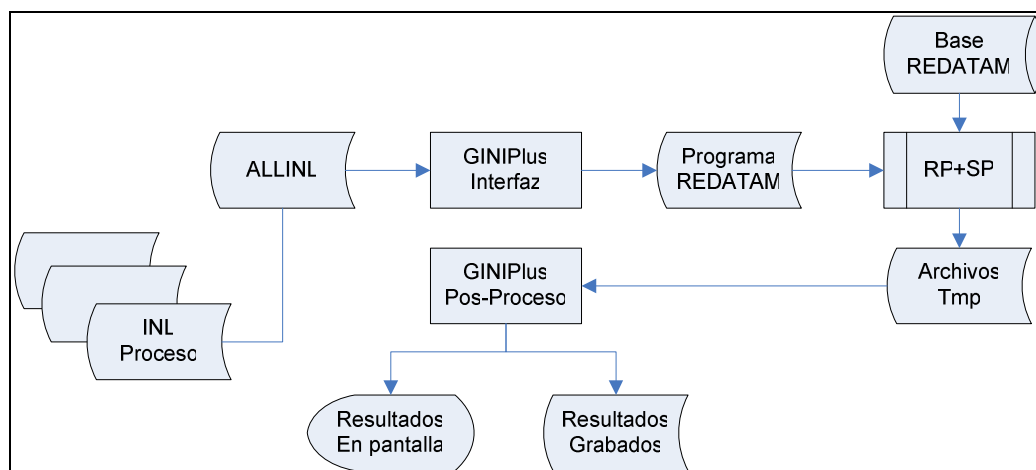 Base
REDATAM
ALLINL
GINIPlus
Interfaz
Programa
REDATAM
RP+SP
INL
Proceso
GINIPlus
Pos-Proceso
Archivos
Tmp
Resultados
En pantalla
Resultados
Grabados